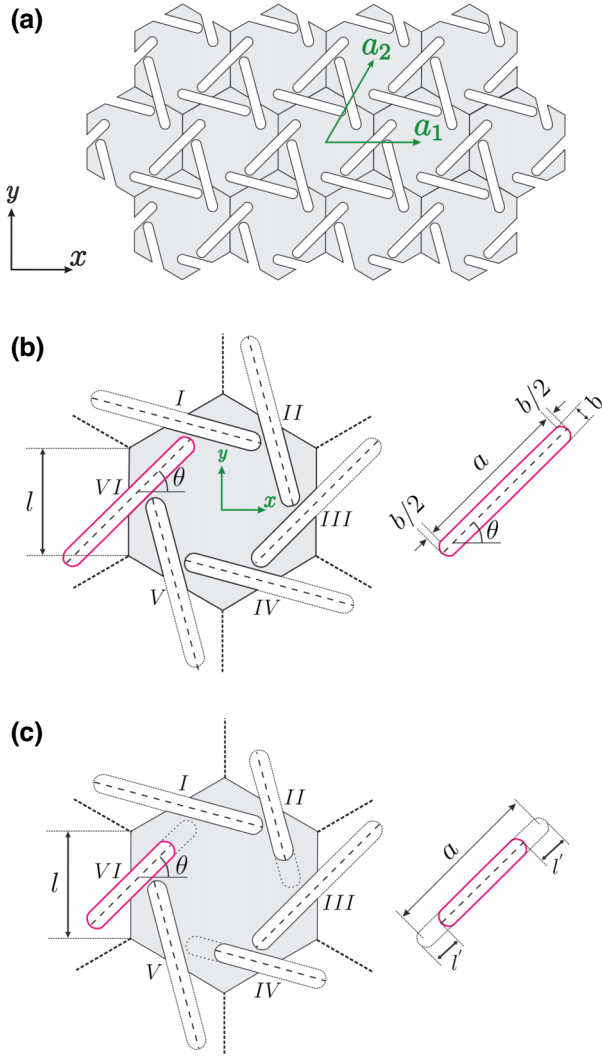 (a)
a₂
a₁
y
x
(b)
I
II
b/2
b
y
a
VI
θ
x
l
III
b/2
θ
V
IV
(c)
I
II
a
VI
θ
l'
l
III
l'
V
IV